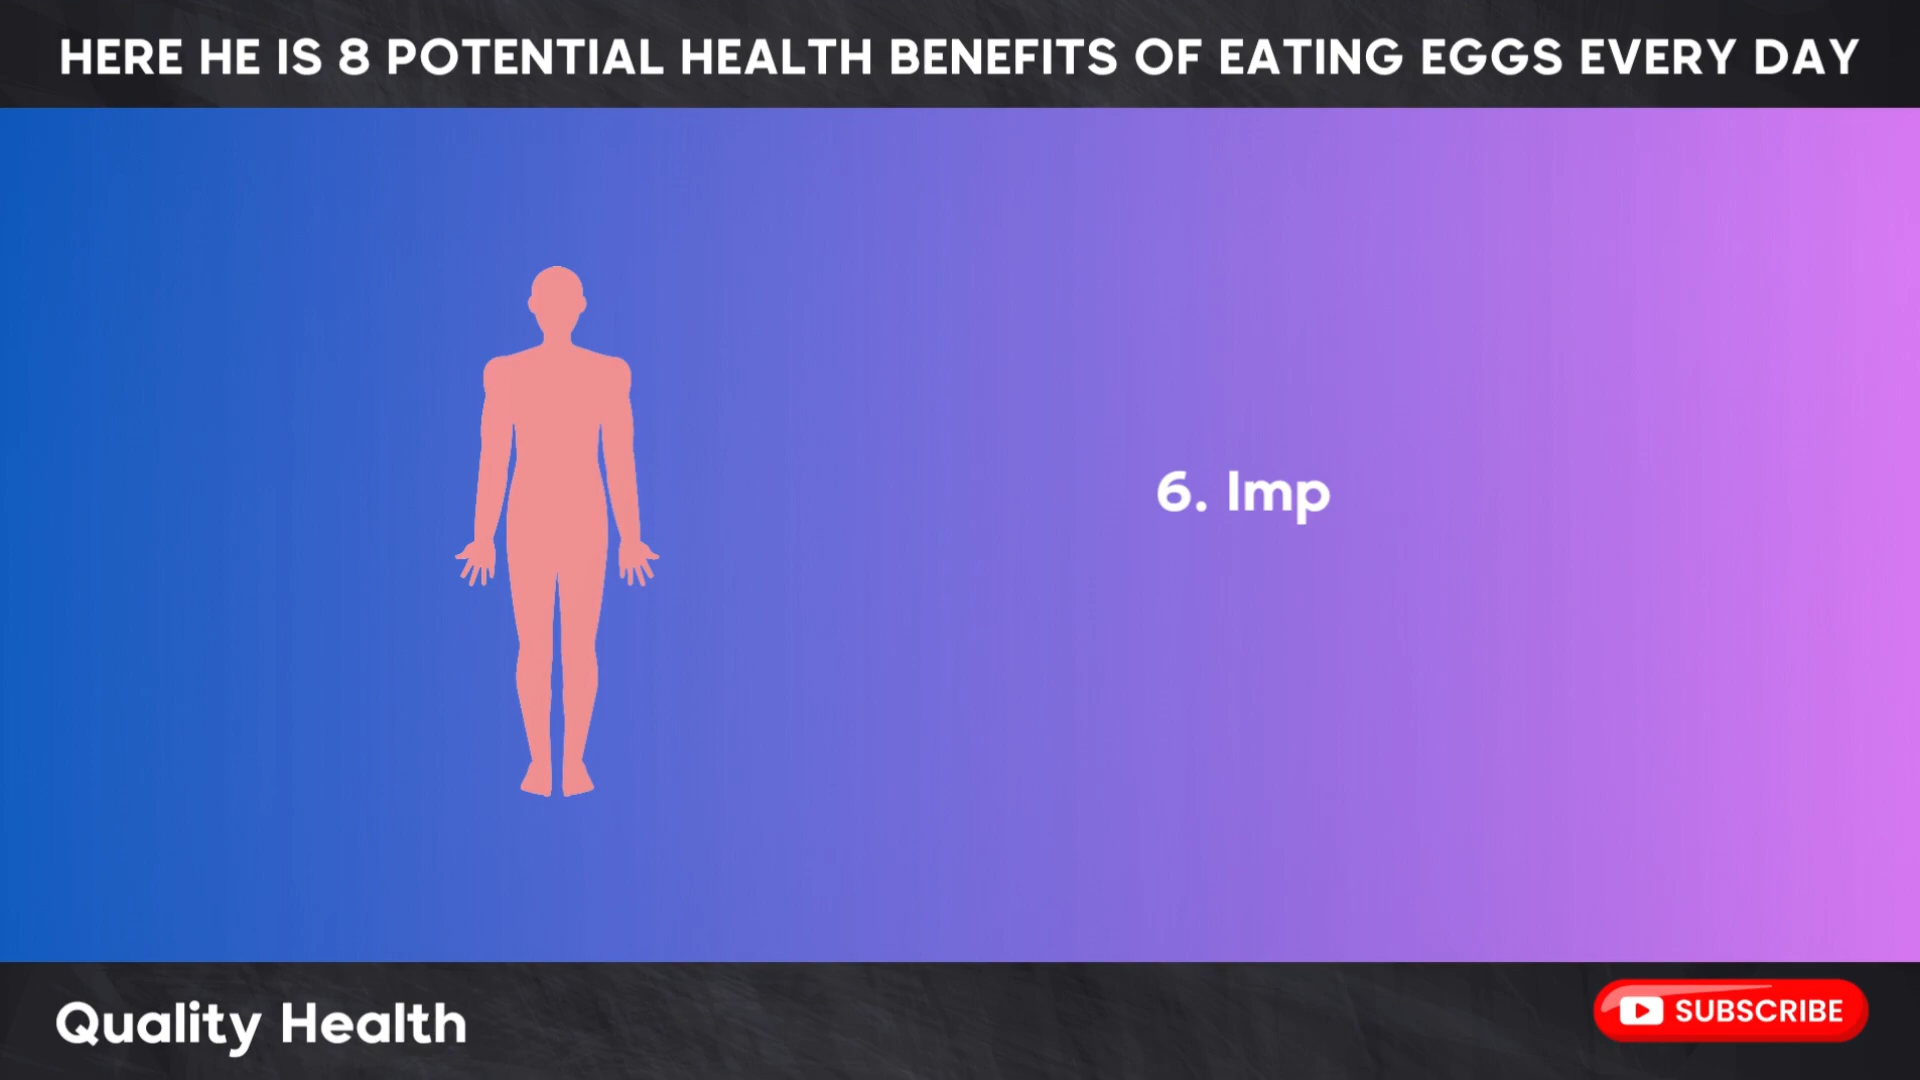 HERE HE IS 8 POTENTIAL HEALTH BENEFITS OF EATING EGGS EVERY DAY
6. Imp
Quality Health
SUBSCRIBE